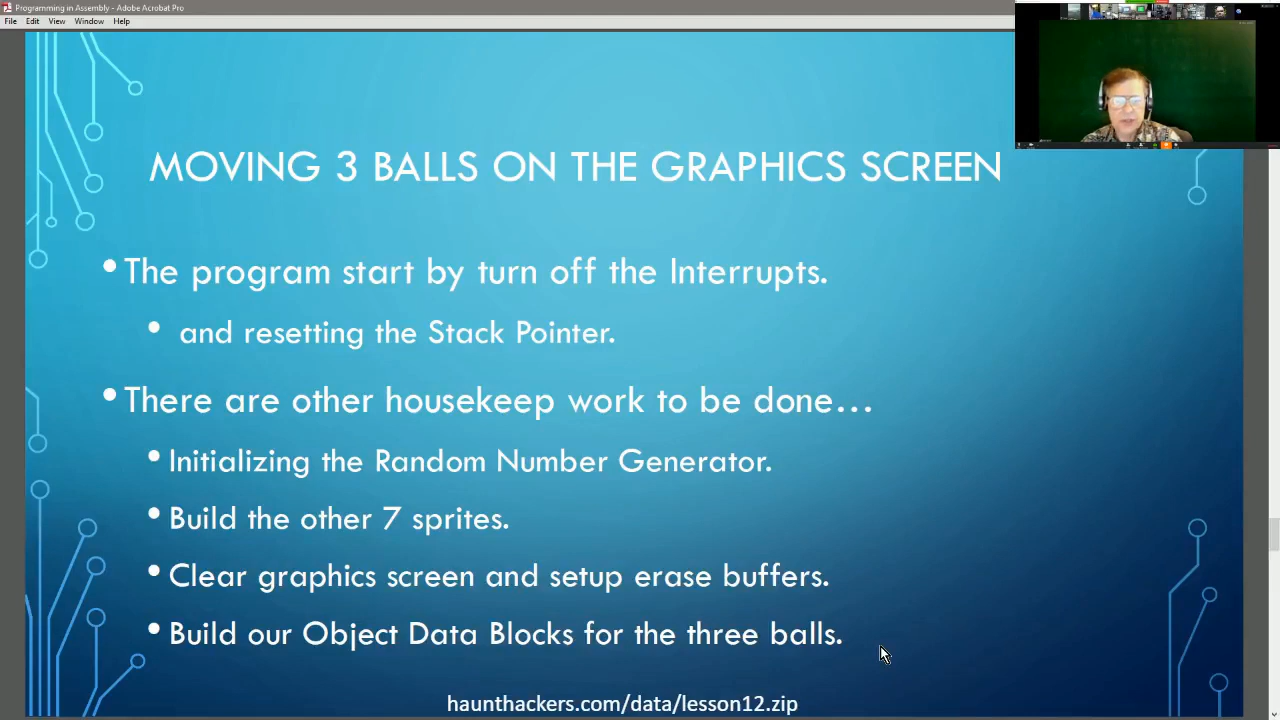 Programming in Assembly - Adobe Acrobat Pro
File Edit View Window Help
MOVING 3 BALLS ON THE GRAPHICS SCREEN
• The program start by turn off the Interrupts.
• and resetting the Stack Pointer.
• There are other housekeep work to be done…
• Initializing the Random Number Generator.
• Build the other 7 sprites.
• Clear graphics screen and setup erase buffers.
• Build our Object Data Blocks for the three balls.
haunthackers.com/data/lesson12.zip